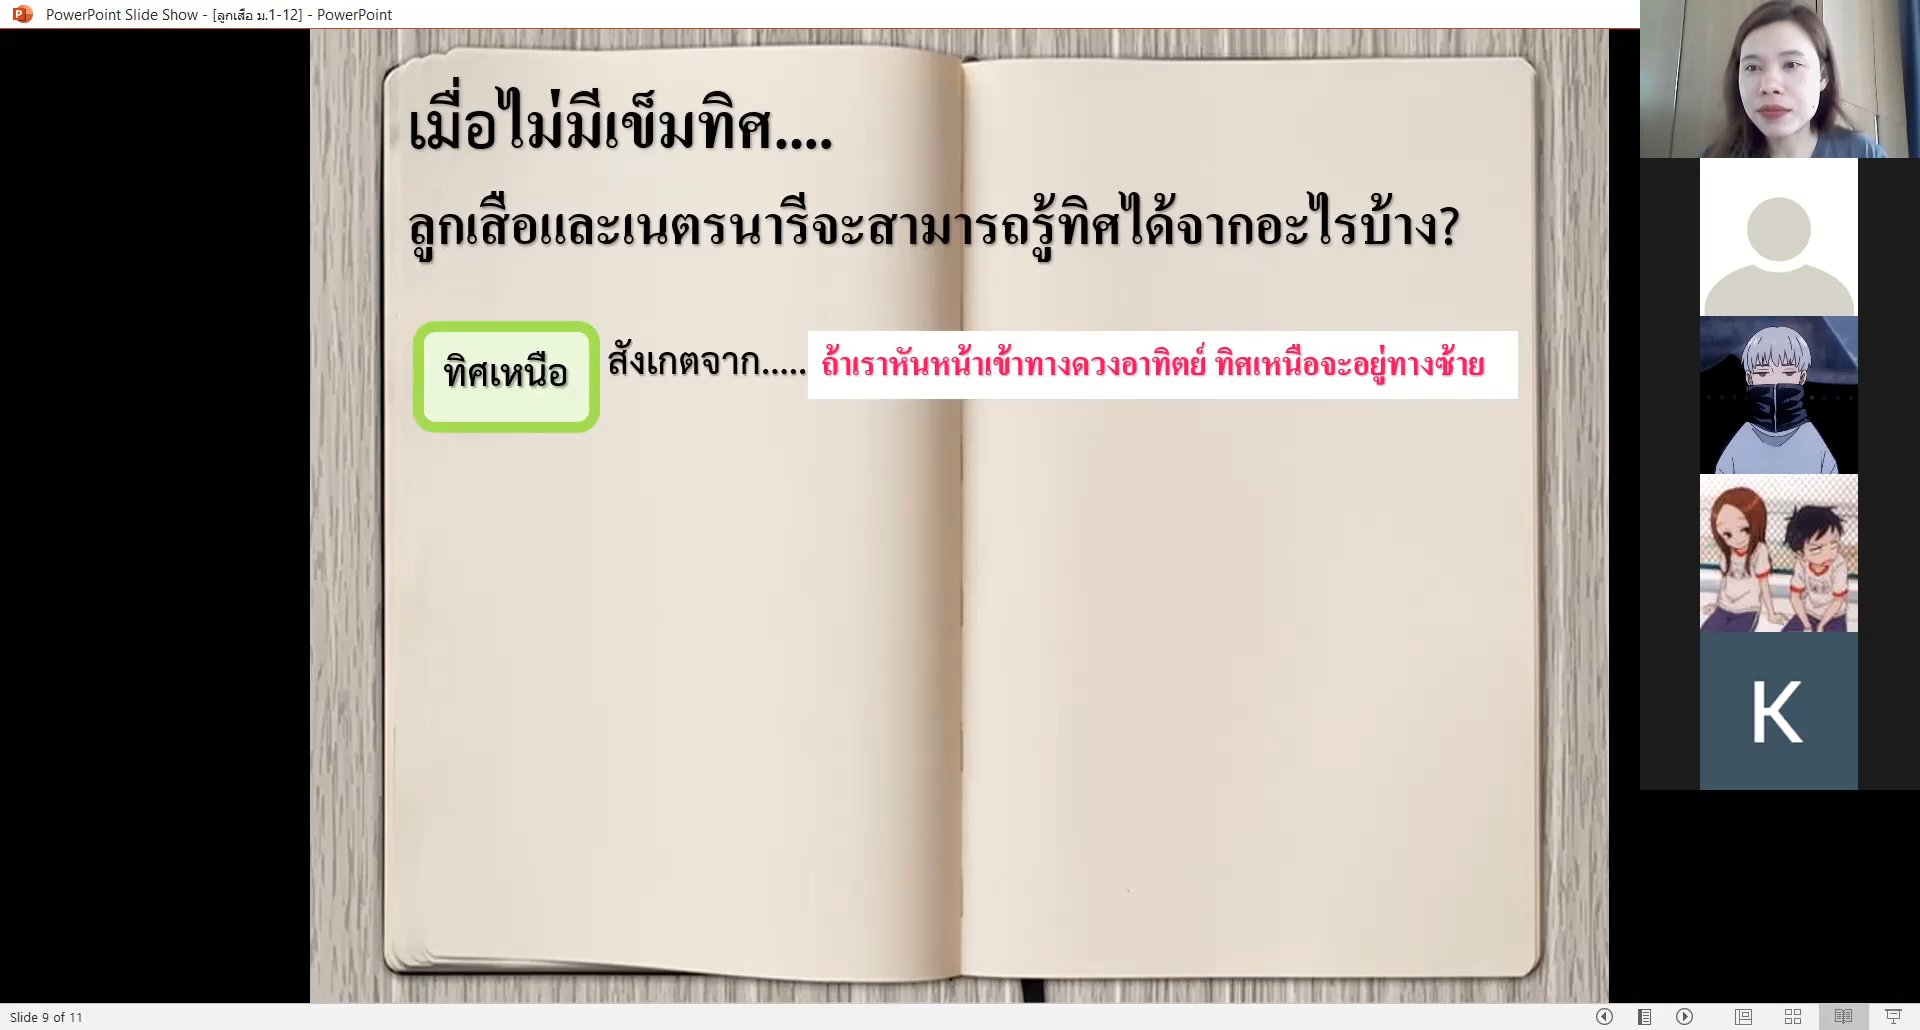 PowerPoint Slide Show - [ลูกเสือ ม.1-12] - PowerPoint
เมื่อไม่มีเข็มทิศ....
ลูกเสือและเนตรนารีจะสามารถรู้ทิศได้จากอะไรบ้าง?
ทิศเหนือ
สังเกตจาก.....
ถ้าเราหันหน้าเข้าทางดวงอาทิตย์ ทิศเหนือจะอยู่ทางซ้าย
K
Slide 9 of 11